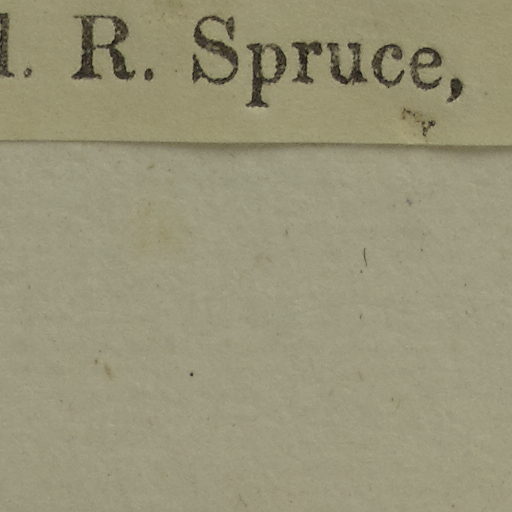 l. R. Spruce,